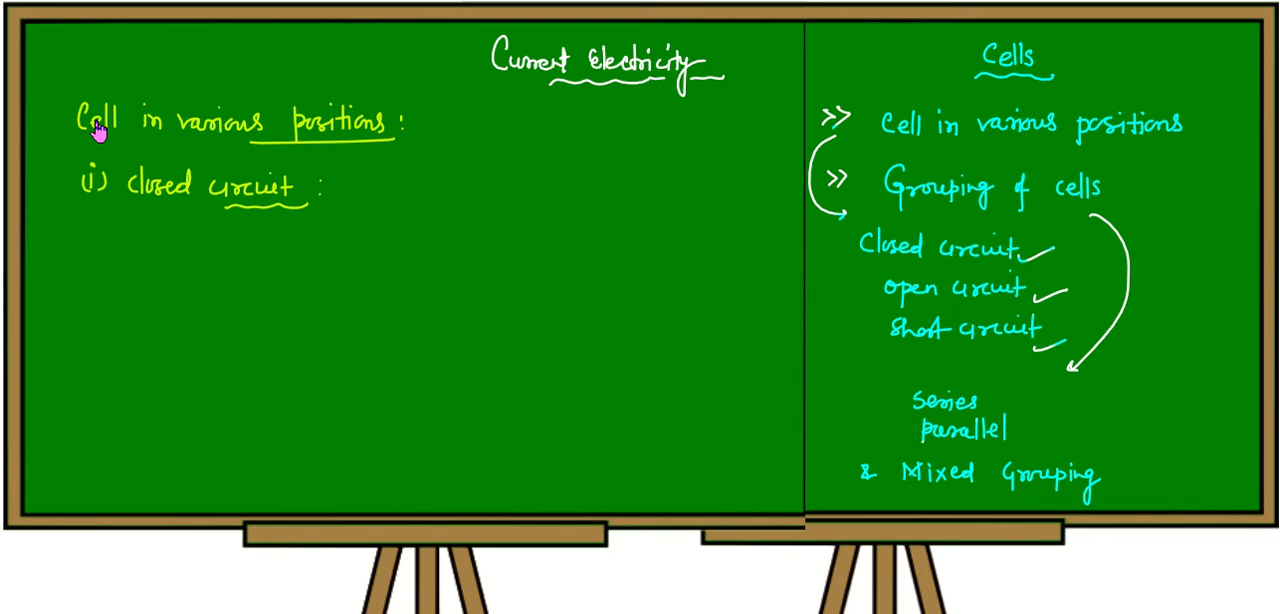 Current Electricity
Cell in various positions :
(i) closed circuit :
Cells
>> Cell in various positions
>> Grouping of cells
Closed circuit
open circuit
short circuit
series
parallel
& Mixed Grouping